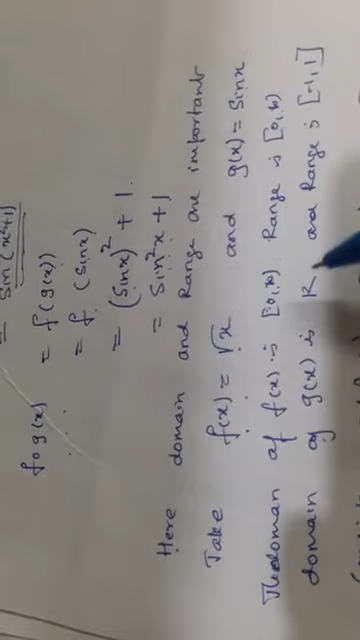 = sin(x²+1)
fog(x) = f(g(x))
= f(sinx)
= (sinx)² + 1.
= sin²x + 1
Here domain and Range are important
Take f(x) = √x and g(x) = sinx
domain of f(x) is [0,∞) Range is [0,∞)
domain of g(x) is R and Range is [-1,1]